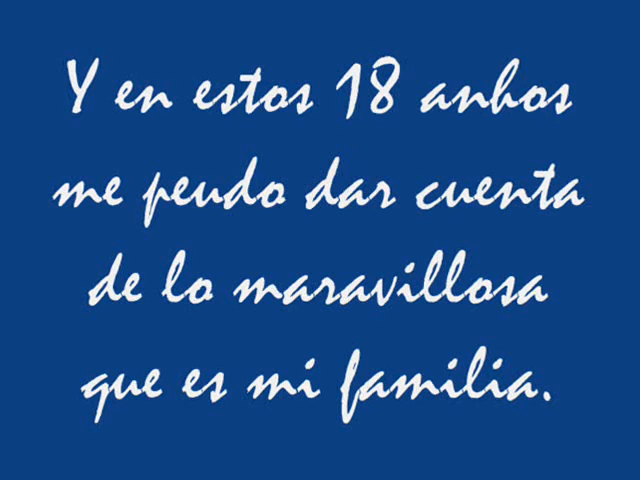 Y en estos 18 anhos
me peudo dar cuenta
de lo maravillosa
que es mi familia.